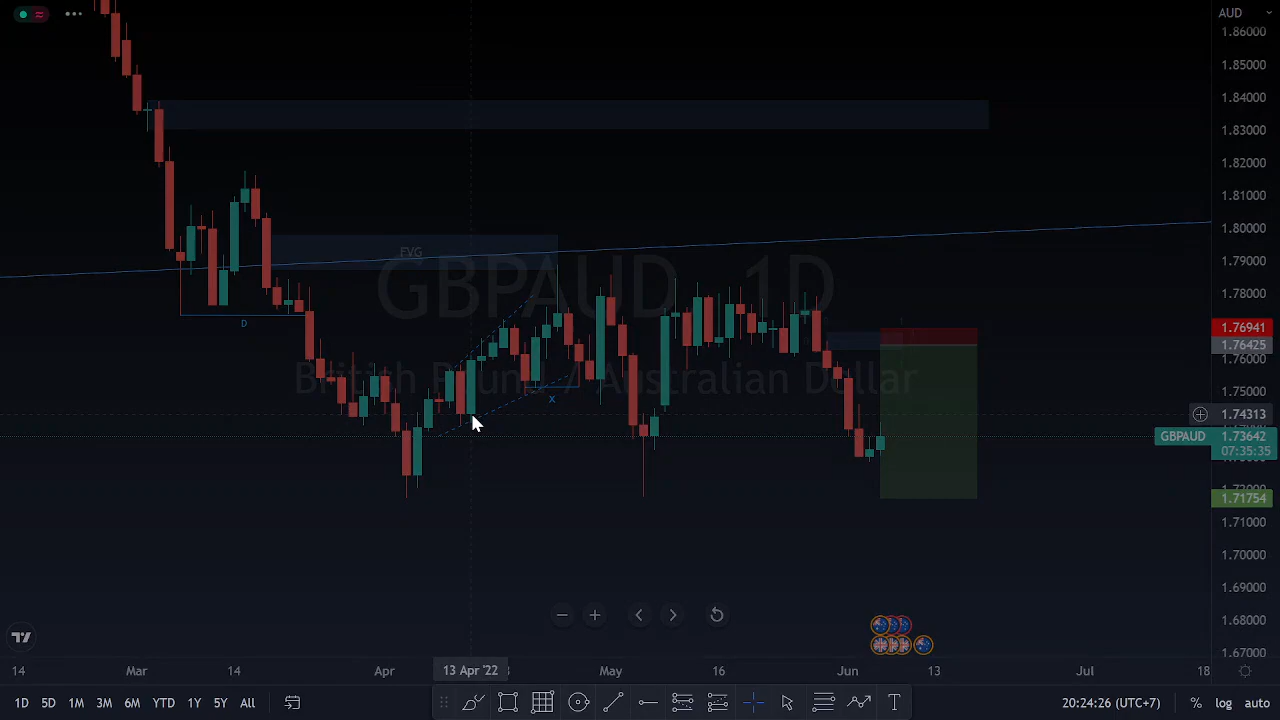 AUD
1.86000
1.85000
1.84000
1.83000
1.82000
1.81000
1.80000
1.79000
1.78000
1.76941
1.76425
1.76000
1.75000
1.74313
GBPAUD 1.73642
07:35:35
1.71754
1.71000
1.70000
1.69000
1.68000
1.67000
FVG
GBPAUD 1D
British Pound / Australian Dollar
D
X
14 Mar 14 Apr 13 Apr '22 May 16 Jun 13 Jul 18
1D 5D 1M 3M 6M YTD 1Y 5Y All T 20:24:26 (UTC+7) % log auto